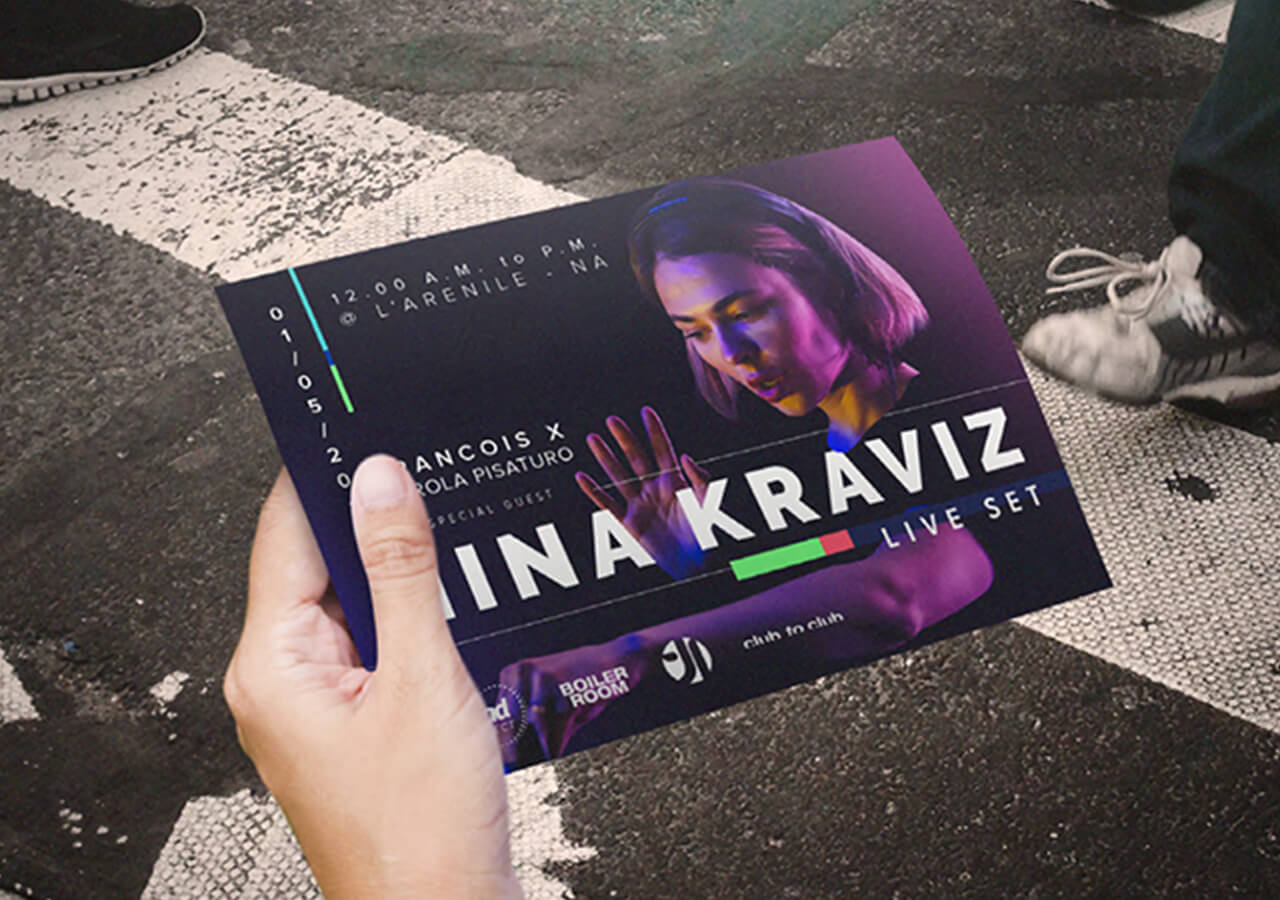 12.00 A.M. to P.M.
@ L'ARENILE - NA
01/05/20
ANCOIS X
ROLA PISATURO
SPECIAL GUEST
INA KRAVIZ
LIVE SET
BOILER
ROOM
club to club